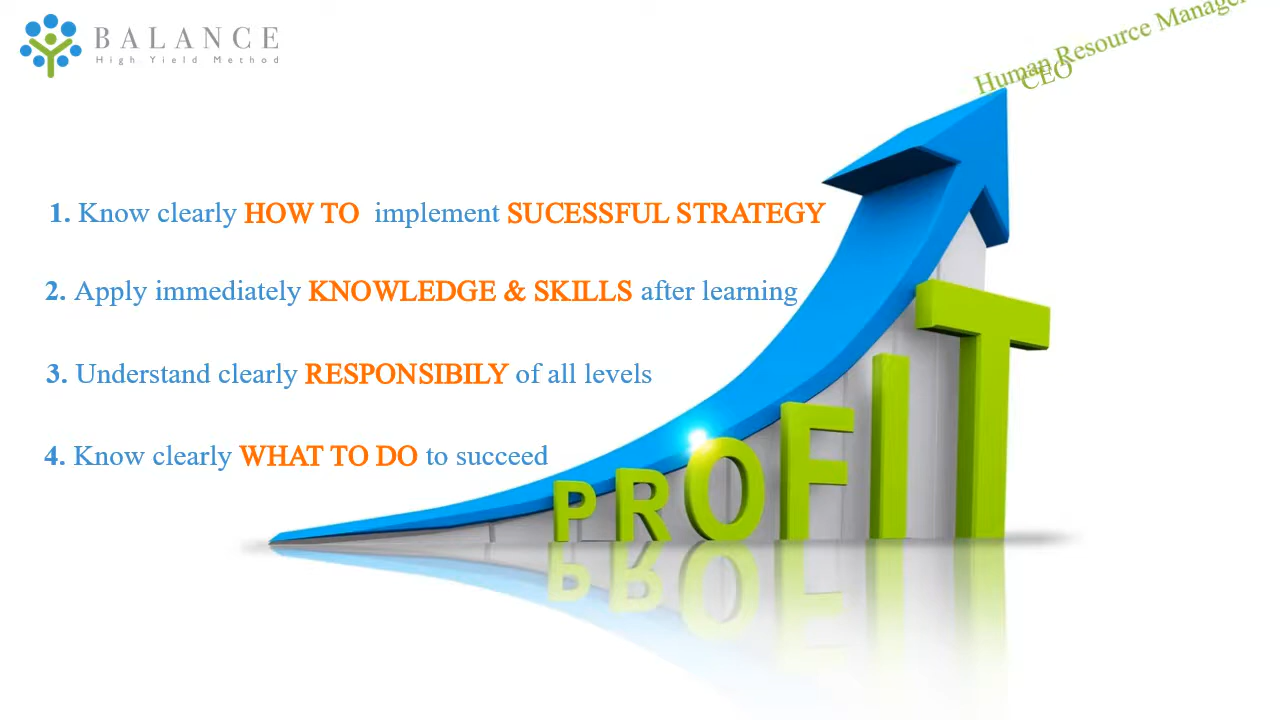 BALANCE
High Yield Method
Human Resource Manager
CEO
1. Know clearly HOW TO implement SUCESSFUL STRATEGY
2. Apply immediately KNOWLEDGE & SKILLS after learning
3. Understand clearly RESPONSIBILY of all levels
4. Know clearly WHAT TO DO to succeed
PROFIT